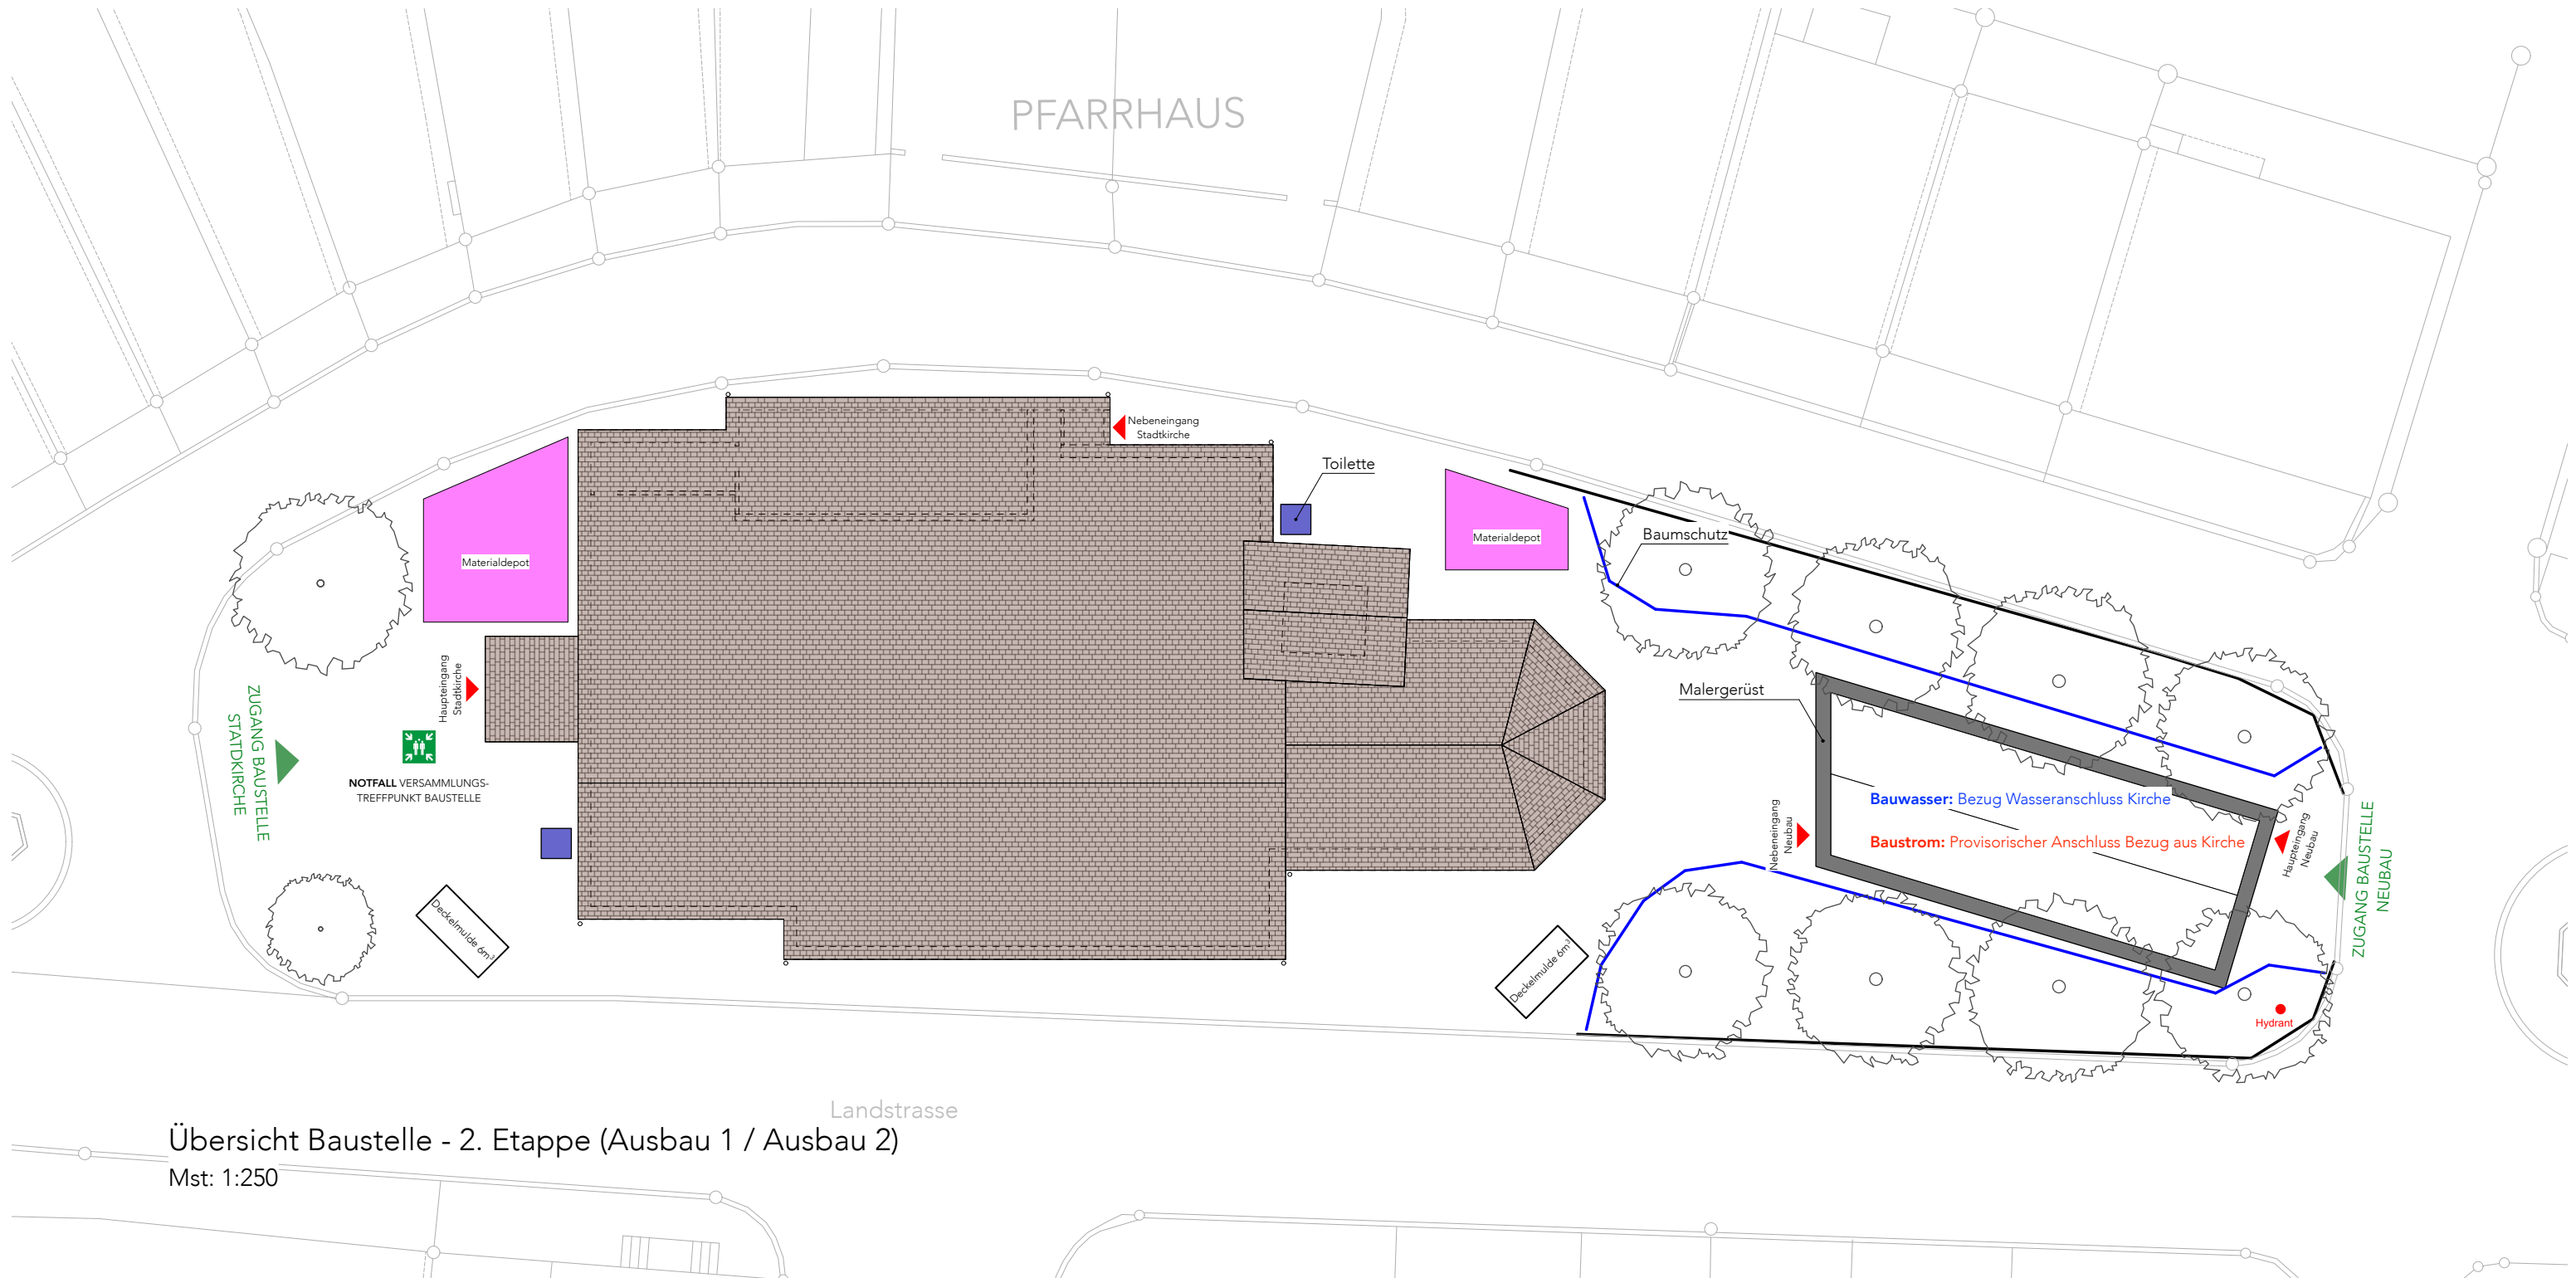 PFARRHAUS
Nebeneingang
Stadtkirche
Toilette
Materialdepot
Baumschutz
Materialdepot
Haupteingang
Stadtkirche
Malergerüst
ZUGANG BAUSTELLE
STATDKIRCHE
NOTFALL VERSAMMLUNGS-
TREFFPUNKT BAUSTELLE
Bauwasser: Bezug Wasseranschluss Kirche
Baustrom: Provisorischer Anschluss Bezug aus Kirche
Nebeneingang
Neubau
Haupteingang
Neubau
ZUGANG BAUSTELLE
NEUBAU
Deckelmulde 6m³
Deckelmulde 6m³
Hydrant
Landstrasse
Übersicht Baustelle - 2. Etappe (Ausbau 1 / Ausbau 2)
Mst: 1:250